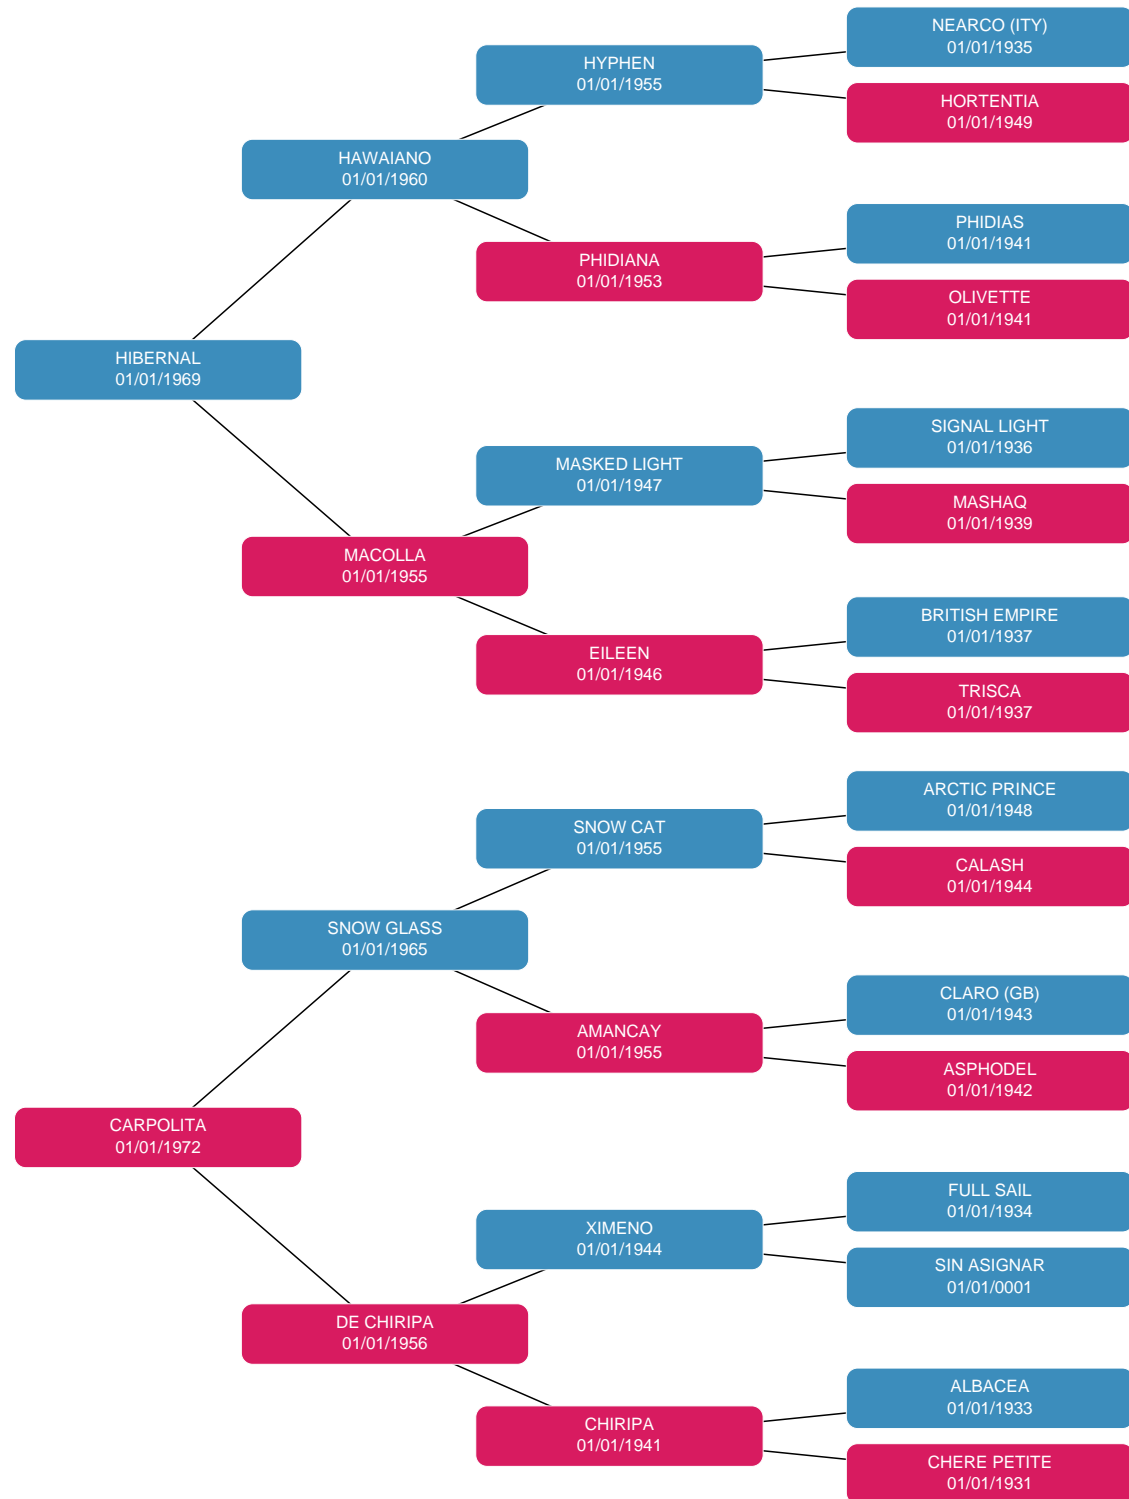 NEARCO (ITY)
01/01/1935
HYPHEN
01/01/1955
HORTENTIA
01/01/1949
HAWAIANO
01/01/1960
PHIDIAS
01/01/1941
PHIDIANA
01/01/1953
OLIVETTE
01/01/1941
HIBERNAL
01/01/1969
SIGNAL LIGHT
01/01/1936
MASKED LIGHT
01/01/1947
MASHAQ
01/01/1939
MACOLLA
01/01/1955
BRITISH EMPIRE
01/01/1937
EILEEN
01/01/1946
TRISCA
01/01/1937
ARCTIC PRINCE
01/01/1948
SNOW CAT
01/01/1955
CALASH
01/01/1944
SNOW GLASS
01/01/1965
CLARO (GB)
01/01/1943
AMANCAY
01/01/1955
ASPHODEL
01/01/1942
CARPOLITA
01/01/1972
FULL SAIL
01/01/1934
XIMENO
01/01/1944
SIN ASIGNAR
01/01/0001
DE CHIRIPA
01/01/1956
ALBACEA
01/01/1933
CHIRIPA
01/01/1941
CHERE PETITE
01/01/1931